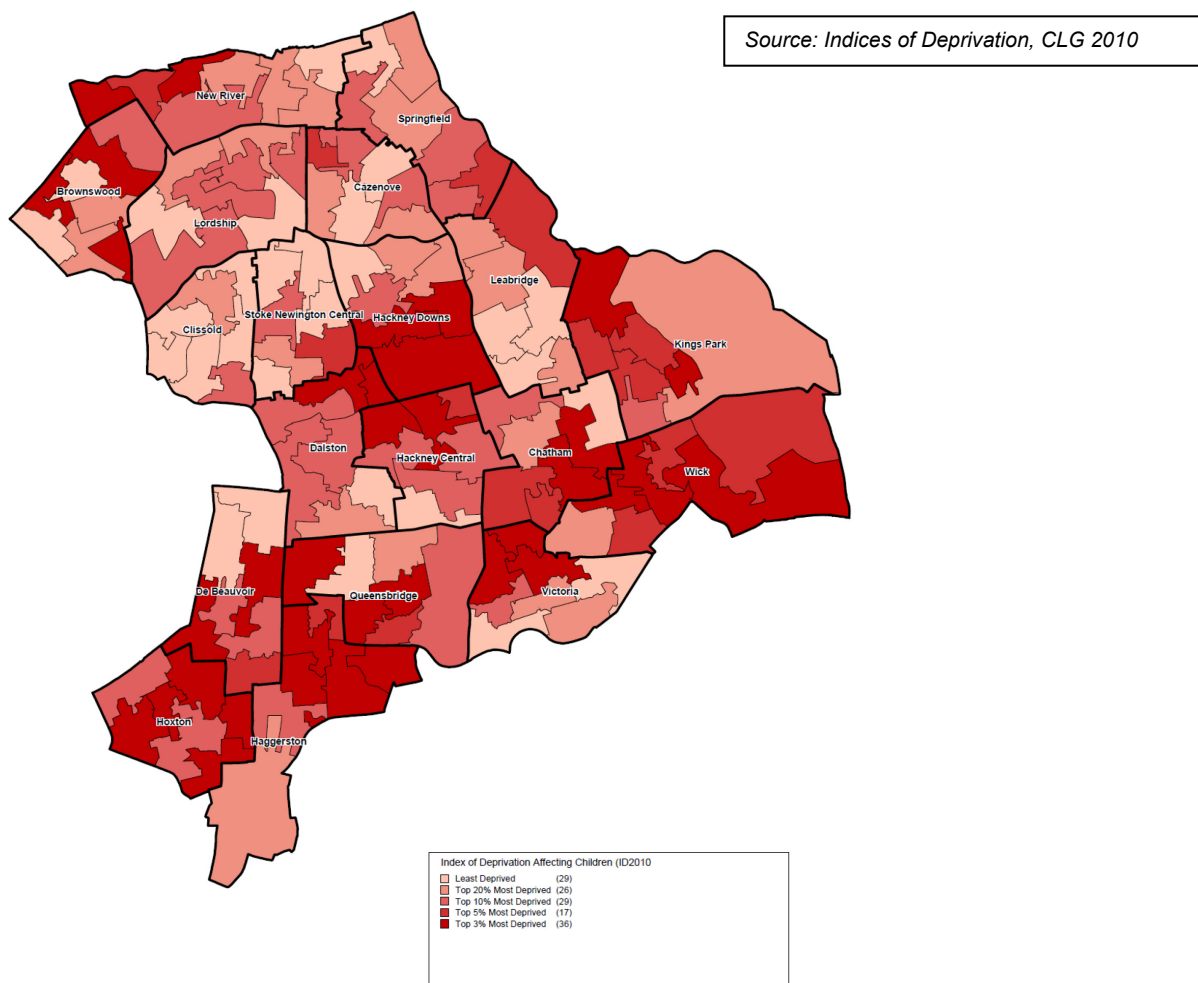 Source: Indices of Deprivation, CLG 2010
New River
Springfield
Cazenove
Brownswood
Lordship
Leabridge
Stoke Newington Central
Hackney Downs
Clissold
Kings Park
Dalston
Hackney Central
Chatham
Wick
De Beauvoir
Queensbridge
Victoria
Hoxton
Haggerston
Index of Deprivation Affecting Children (ID2010
Least Deprived (29)
Top 20% Most Deprived (26)
Top 10% Most Deprived (29)
Top 5% Most Deprived (17)
Top 3% Most Deprived (36)